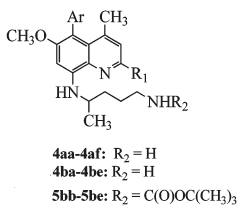 Ar
CH₃
CH₃O
N
R₁
HN
NHR₂
CH₃
4aa-4af: R₂ = H
4ba-4be: R₂ = H
5bb-5be: R₂ = C(O)OC(CH₃)₃